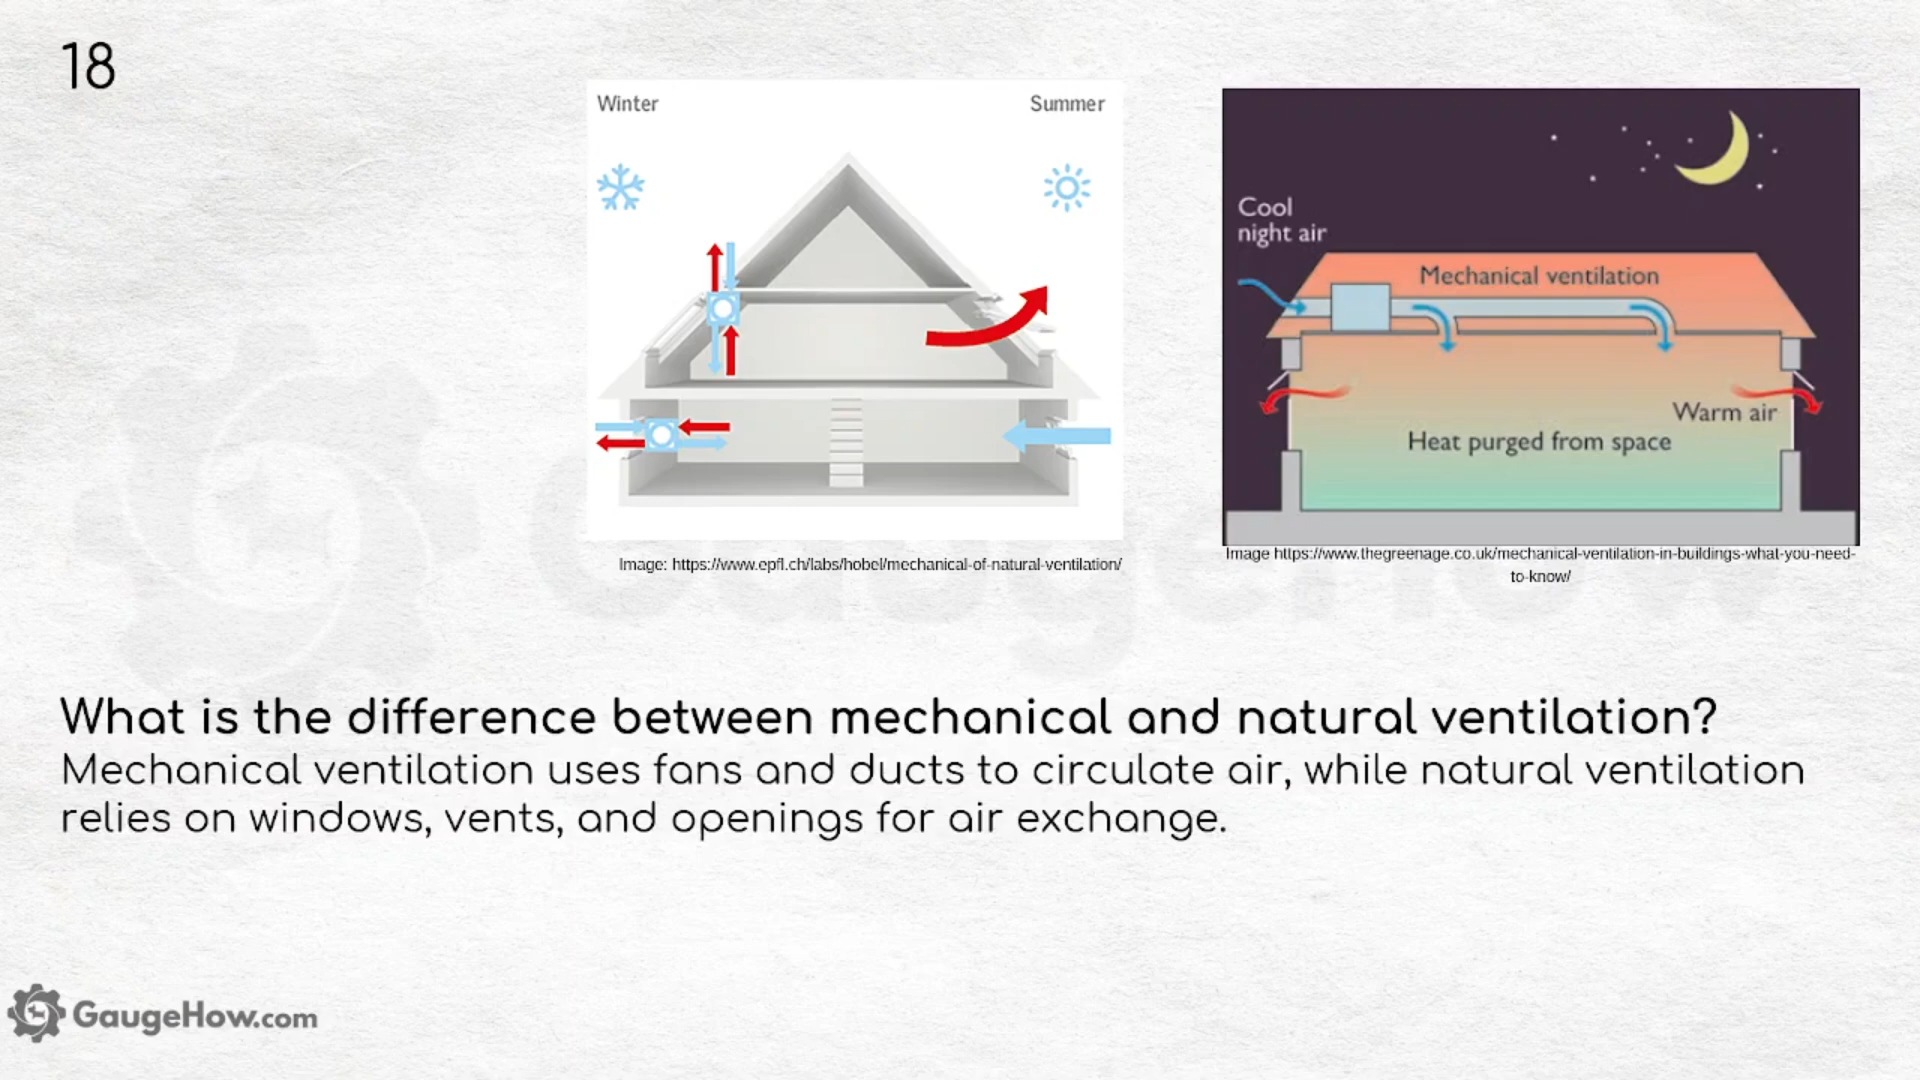 18
Winter
Summer
Cool
night air
Mechanical ventilation
Warm air
Heat purged from space
Image: https://www.epfl.ch/labs/hobel/mechanical-of-natural-ventilation/
Image https://www.thegreenage.co.uk/mechanical-ventilation-in-buildings-what-you-need-
to-know/
GaugeHow
What is the difference between mechanical and natural ventilation?
Mechanical ventilation uses fans and ducts to circulate air, while natural ventilation
relies on windows, vents, and openings for air exchange.
GaugeHow.com